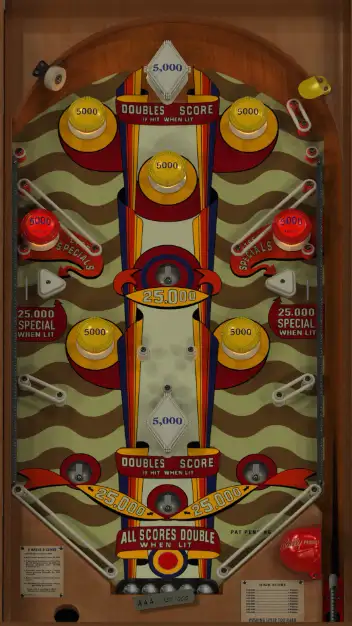 5,000
DOUBLES SCORE
IF HIT WHEN LIT
5000
5000
5000
5000
5000
SPECIALS
SPECIALS
25.000
25.000
SPECIAL
WHEN LIT
25.000
SPECIAL
WHEN LIT
5000
5000
5,000
DOUBLES SCORE
IF HIT WHEN LIT
25.000
25.000
ALL SCORES DOUBLE
WHEN LIT